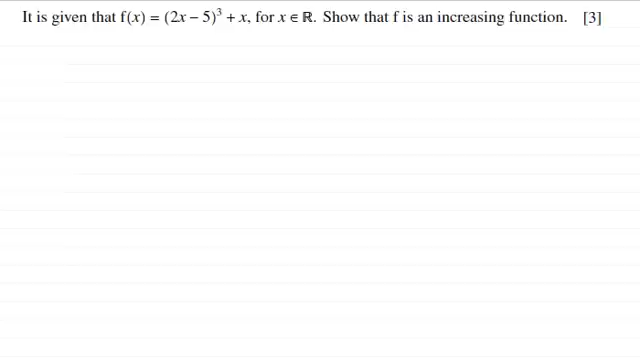 It is given that f(x) = (2x − 5)³ + x, for x ∈ ℝ. Show that f is an increasing function. [3]